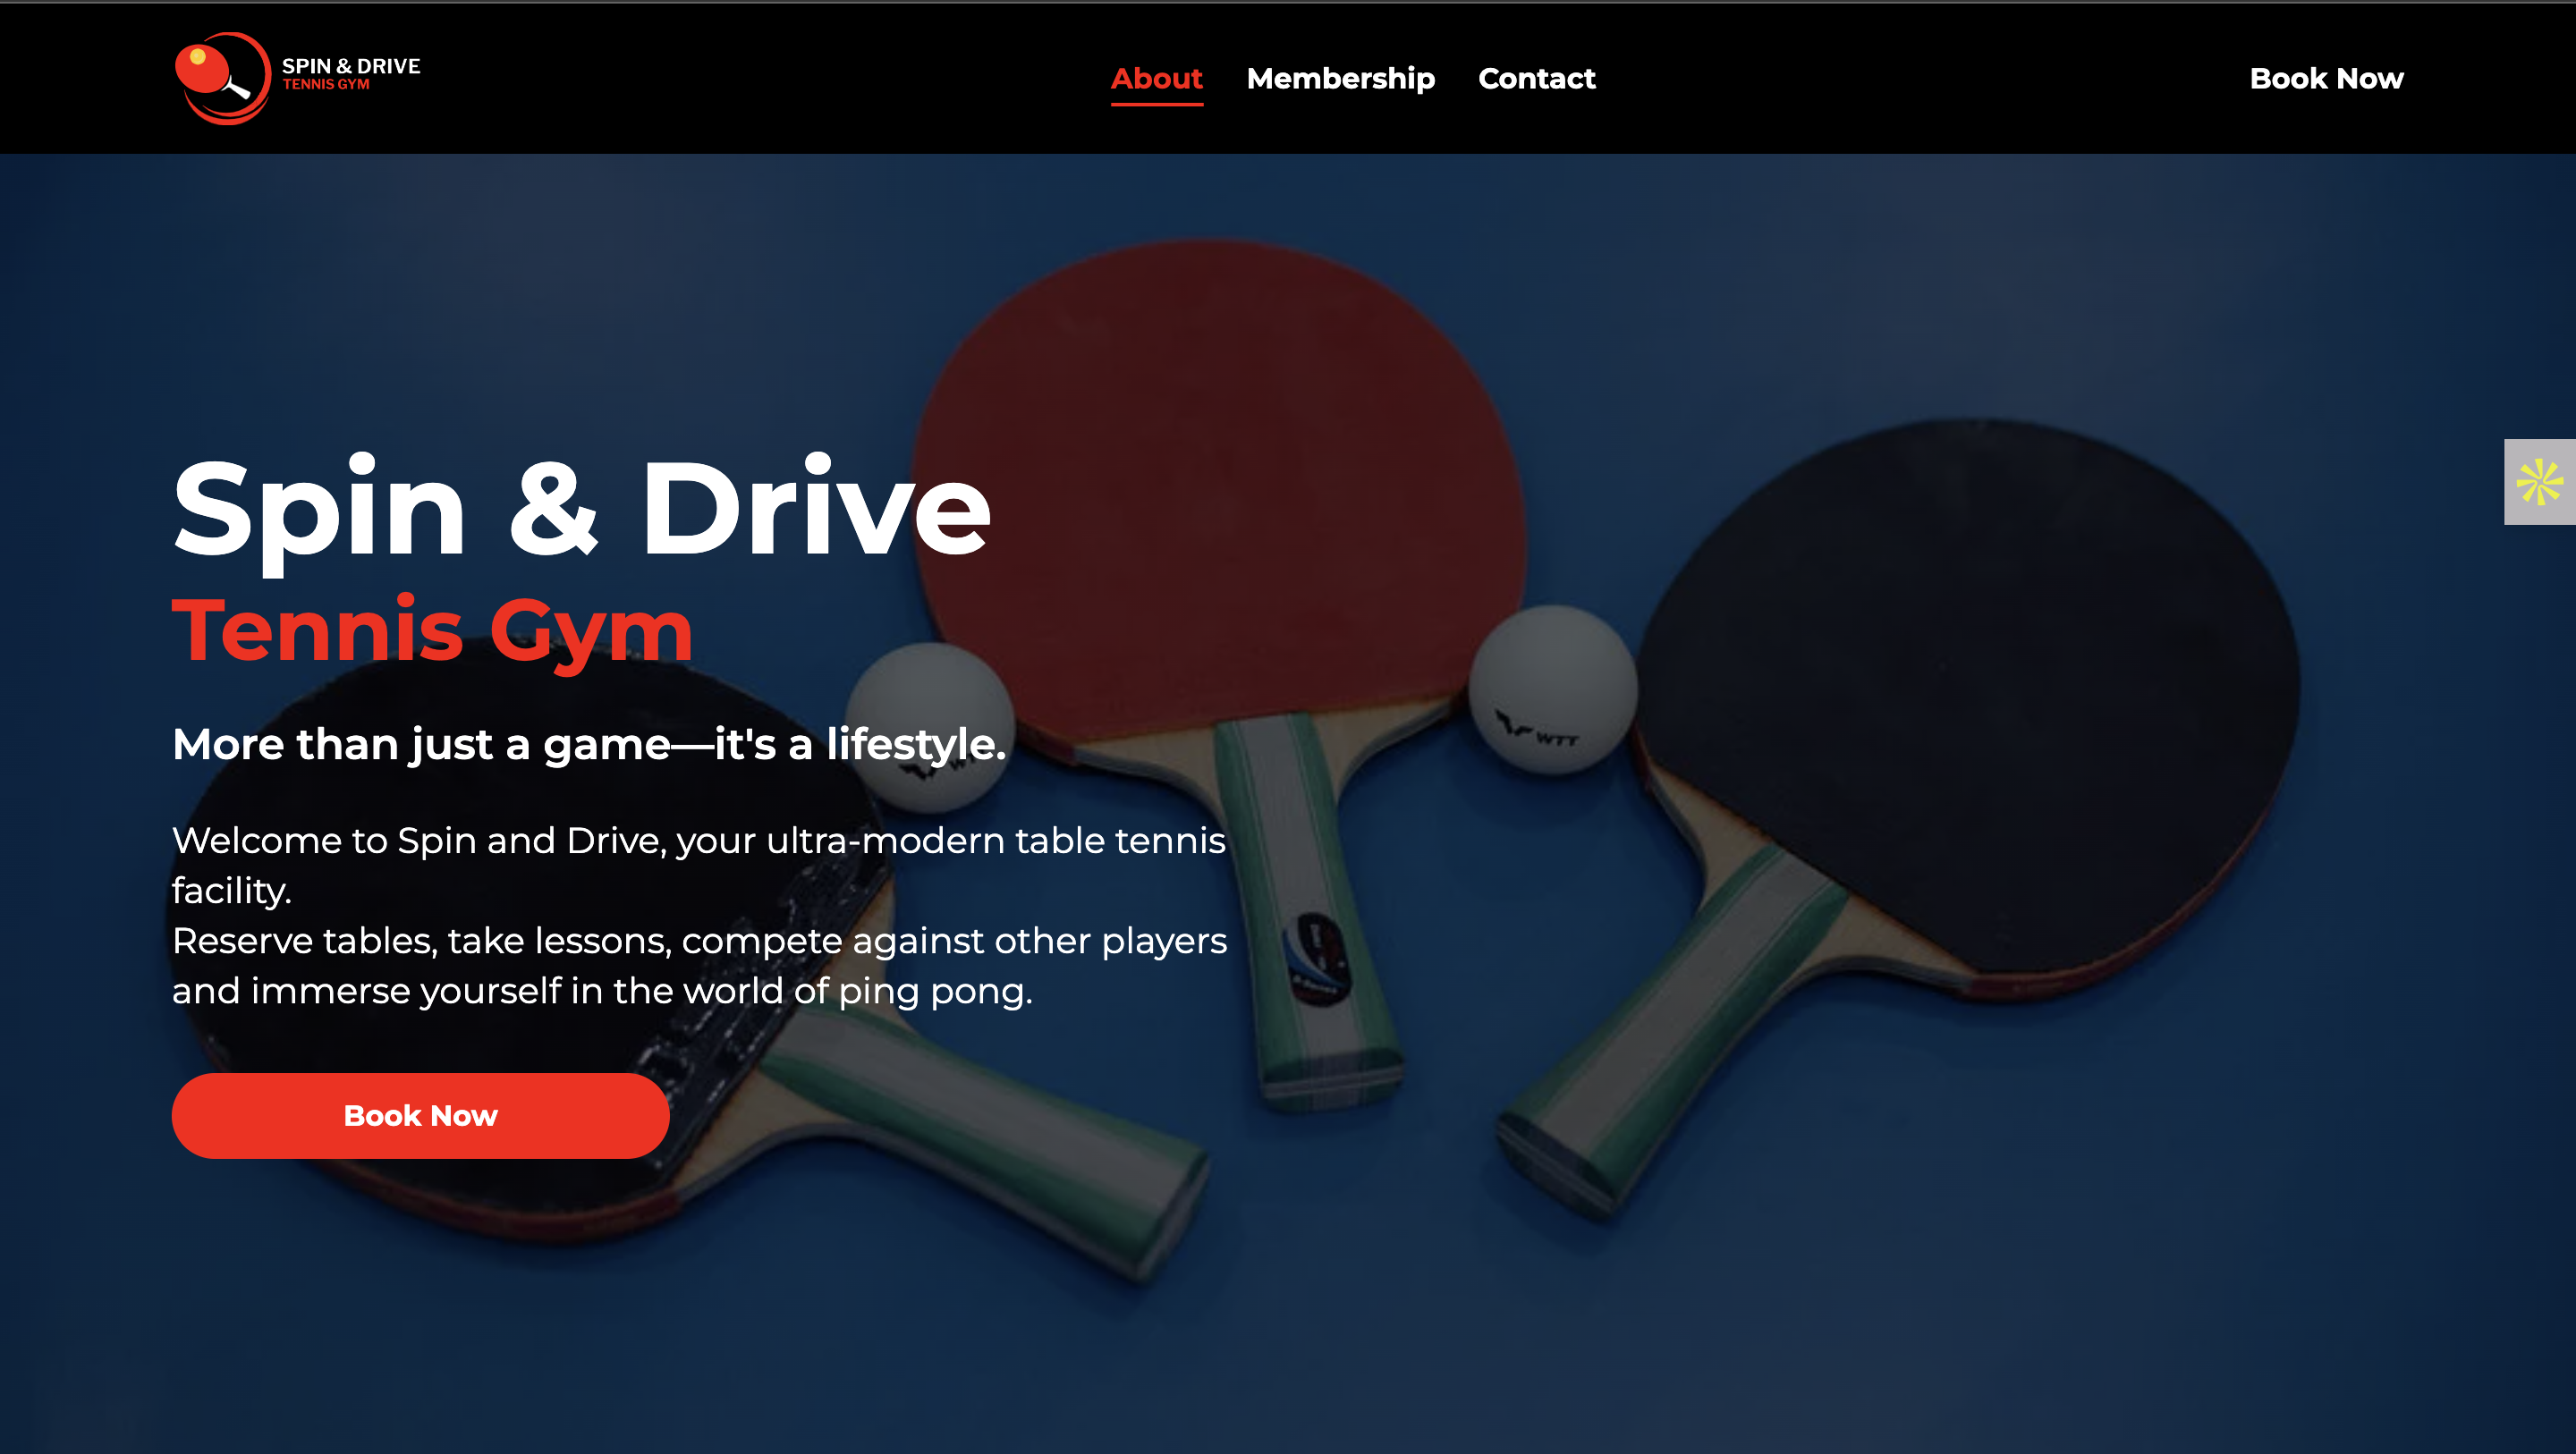 SPIN & DRIVE
TENNIS GYM
About Membership Contact
Book Now
Spin & Drive
Tennis Gym
More than just a game—it's a lifestyle.
Welcome to Spin and Drive, your ultra-modern table tennis
facility.
Reserve tables, take lessons, compete against other players
and immerse yourself in the world of ping pong.
Book Now
WTT